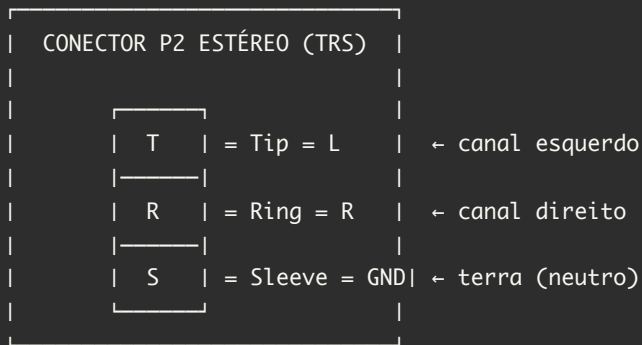 CONECTOR P2 ESTÉREO (TRS)
T = Tip = L ← canal esquerdo
R = Ring = R ← canal direito
S = Sleeve = GND ← terra (neutro)